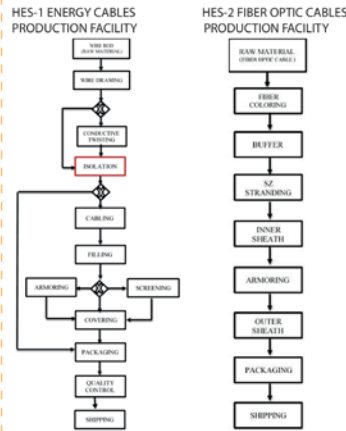 HES-1 ENERGY CABLES
PRODUCTION FACILITY
WIRE ROD
(RAW MATERIAL)
WIRE DRAWING
CONDUCTIVE
TWISTING
ISOLATION
CABLING
FILLING
ARMORING
SCREENING
COVERING
PACKAGING
QUALITY
CONTROL
SHIPPING
HES-2 FIBER OPTIC CABLES
PRODUCTION FACILITY
RAW MATERIAL
(FIBER OPTIC CABLE)
FIBER
COLORING
BUFFER
SZ
STRANDING
INNER
SHEATH
ARMORING
OUTER
SHEATH
PACKAGING
SHIPPING